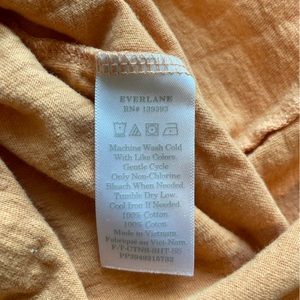 EVERLANE
RN# 139393
Machine Wash Cold
With Like Colors.
Gentle Cycle
Only Non-Chlorine
Bleach When Needed.
Tumble Dry Low.
Cool Iron If Needed.
100% Cotton.
100% Cotton.
Made in Vietnam.
Fabriqué au Viet-Nam.